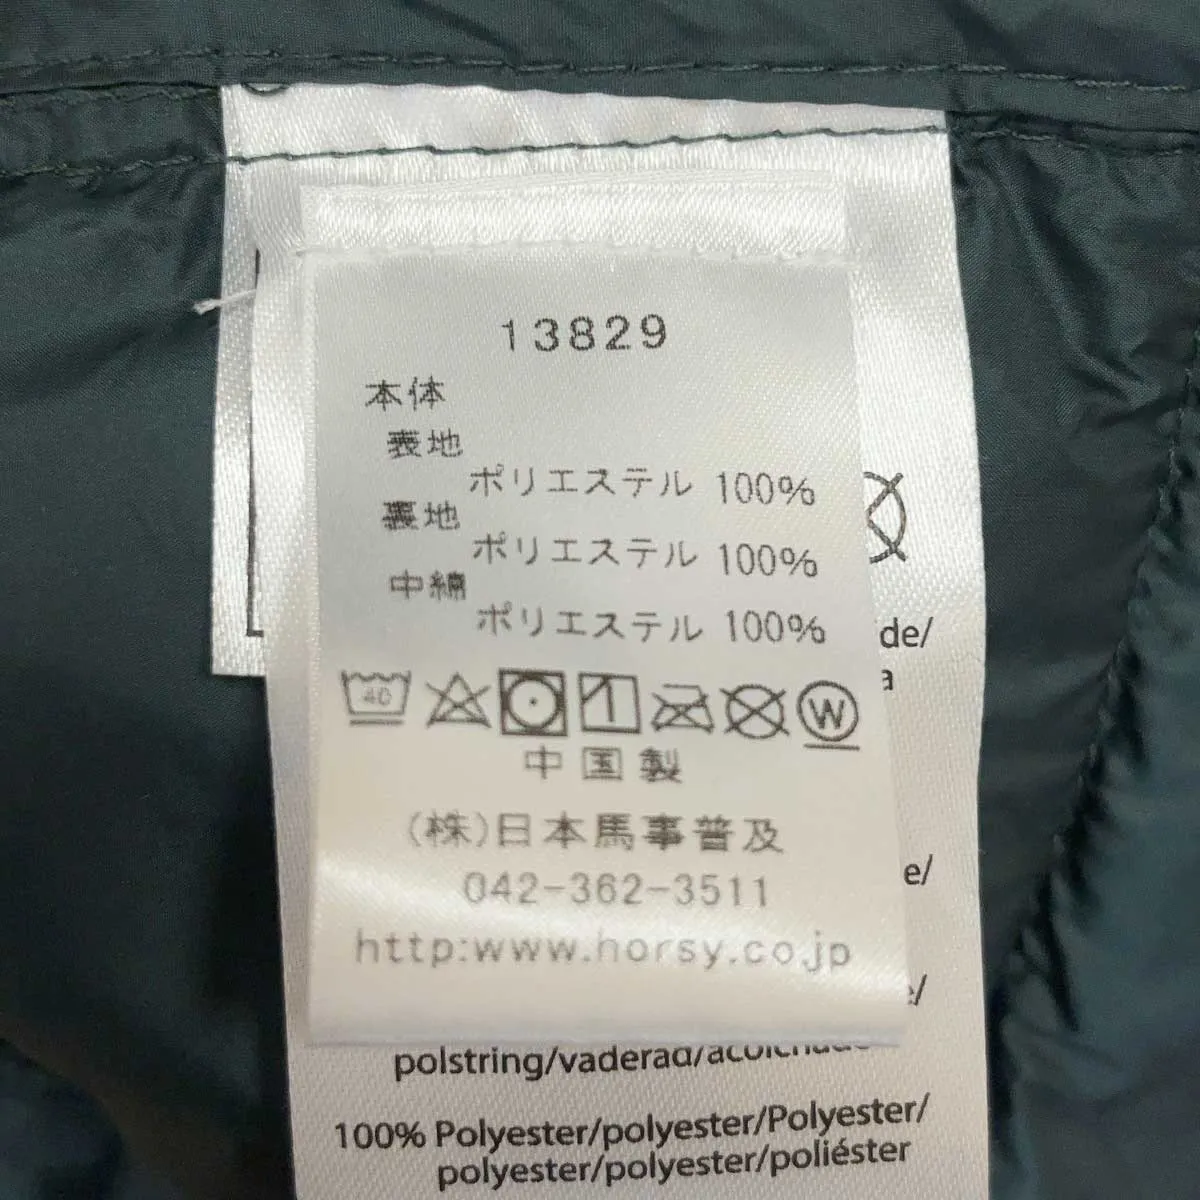 13829
本体
表地
ポリエステル 100%
裏地
ポリエステル 100%
中綿
ポリエステル 100%
40
W
中国製
(株)日本馬事普及
042-362-3511
http:www.horsy.co.jp
de/
a
e/
polstring/vaderad/
100% Polyester/polyester/Polyester/
polyester/polyester/poliéster